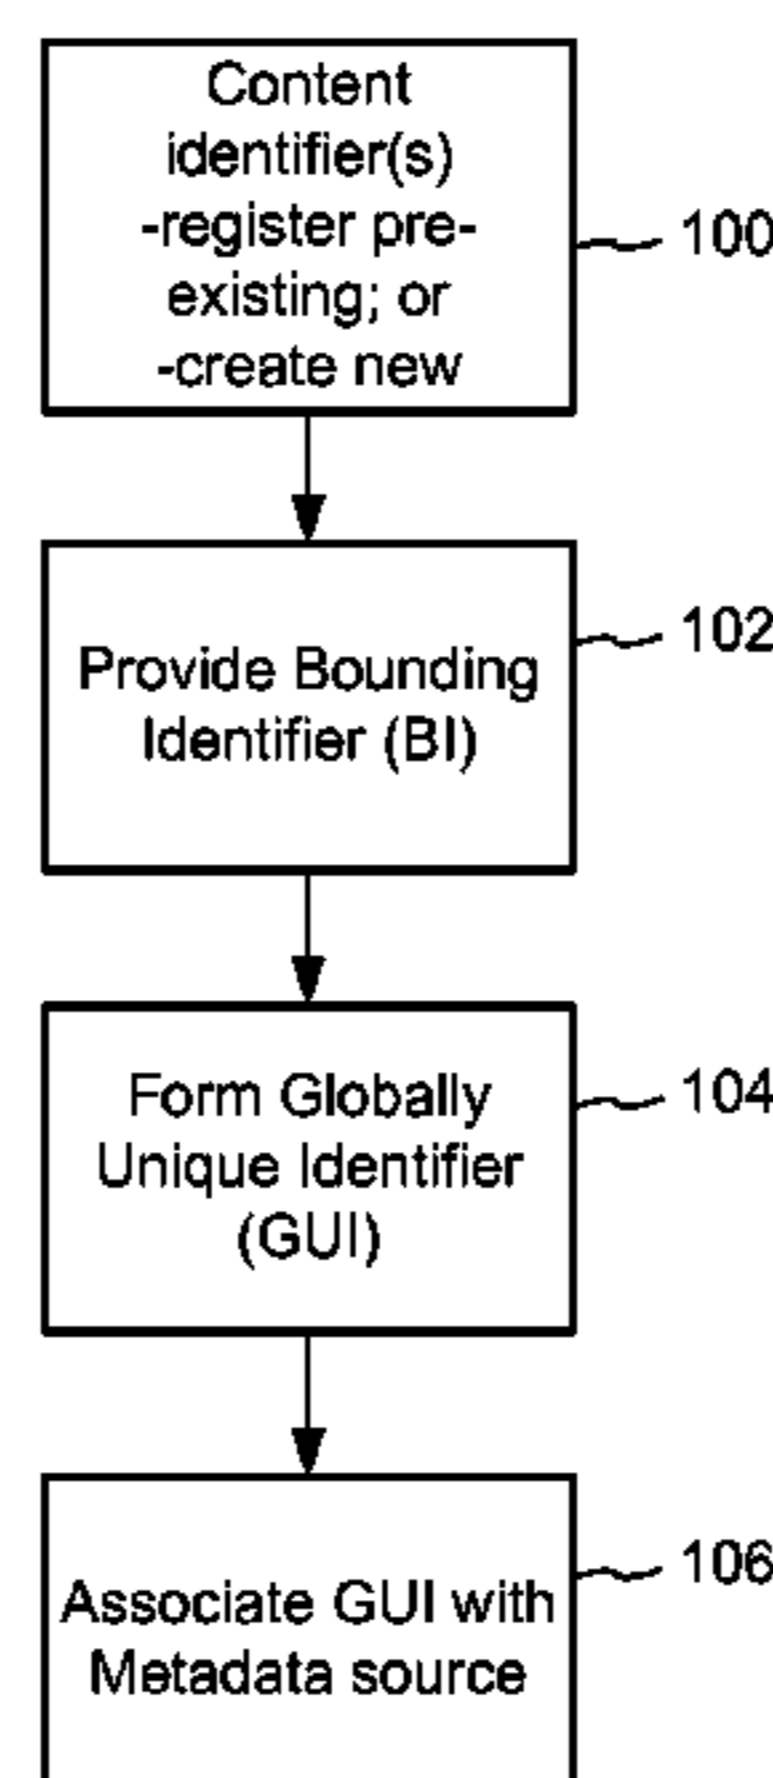 Content
identifier(s)
-register pre-
existing; or
-create new
100
Provide Bounding
Identifier (BI)
102
Form Globally
Unique Identifier
(GUI)
104
Associate GUI with
Metadata source
106